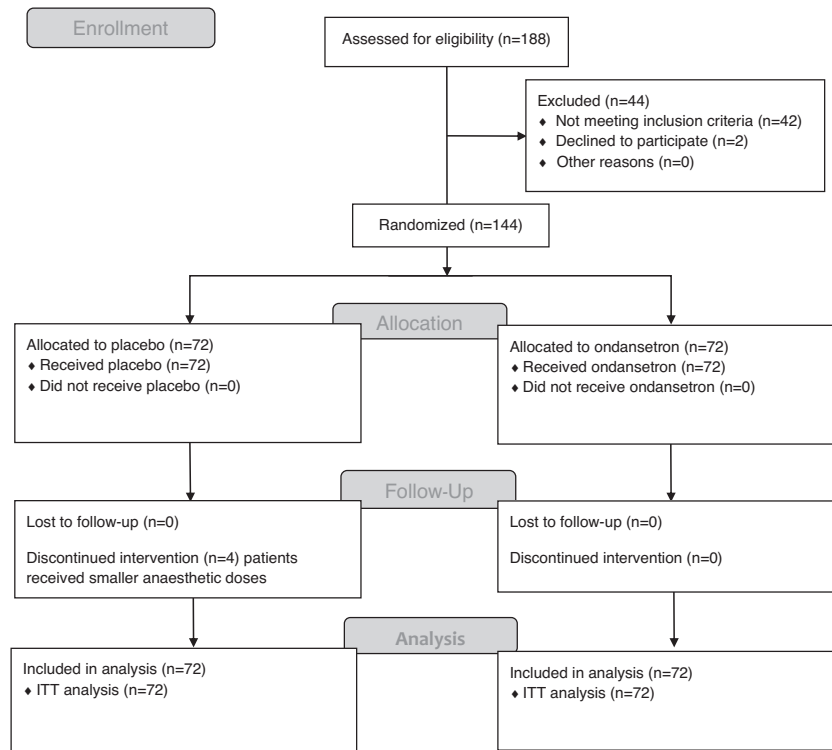 Enrollment
Assessed for eligibility (n=188)
Excluded (n=44)
♦ Not meeting inclusion criteria (n=42)
♦ Declined to participate (n=2)
♦ Other reasons (n=0)
Randomized (n=144)
Allocation
Allocated to placebo (n=72)
♦ Received placebo (n=72)
♦ Did not receive placebo (n=0)
Allocated to ondansetron (n=72)
♦ Received ondansetron (n=72)
♦ Did not receive ondansetron (n=0)
Follow-Up
Lost to follow-up (n=0)
Discontinued intervention (n=4) patients
received smaller anaesthetic doses
Lost to follow-up (n=0)
Discontinued intervention (n=0)
Analysis
Included in analysis (n=72)
♦ ITT analysis (n=72)
Included in analysis (n=72)
♦ ITT analysis (n=72)